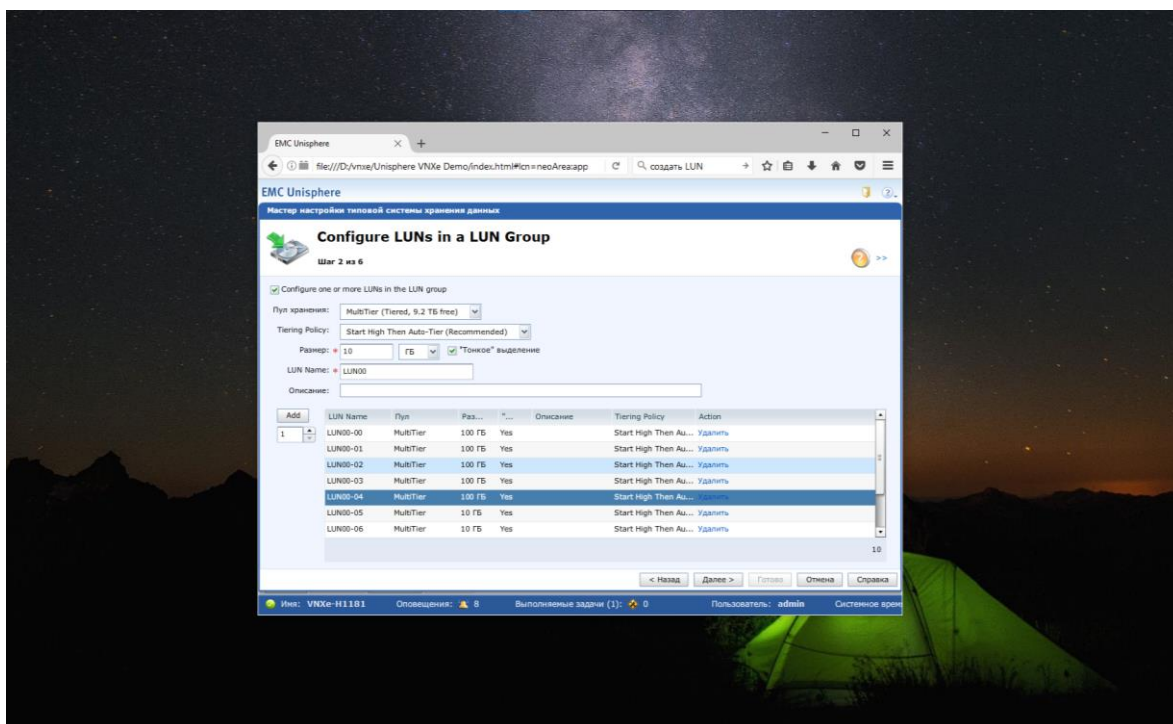 EMC Unisphere
file:///D:/vnxe/Unisphere VNXe Demo/index.html#lcn=neoArea:app
создать LUN
EMC Unisphere
Мастер настройки типовой системы хранения данных
Configure LUNs in a LUN Group
Шаг 2 из 6
>>
Configure one or more LUNs in the LUN group
Пул хранения: MultiTier (Tiered, 9.2 ТБ free)
Tiering Policy: Start High Then Auto-Tier (Recommended)
Размер: * 10 ГБ "Тонкое" выделение
LUN Name: * LUN00
Описание:
Add LUN Name Пул Раз... "... Описание Tiering Policy Action
1 LUN00-00 MultiTier 100 ГБ Yes Start High Then Au... Удалить
LUN00-01 MultiTier 100 ГБ Yes Start High Then Au... Удалить
LUN00-02 MultiTier 100 ГБ Yes Start High Then Au... Удалить
LUN00-03 MultiTier 100 ГБ Yes Start High Then Au... Удалить
LUN00-04 MultiTier 100 ГБ Yes Start High Then Au... Удалить
LUN00-05 MultiTier 10 ГБ Yes Start High Then Au... Удалить
LUN00-06 MultiTier 10 ГБ Yes Start High Then Au... Удалить
10
< Назад Далее > Готово Отмена Справка
Имя: VNXe-H1181 Оповещения: 8 Выполняемые задачи (1): 0 Пользователь: admin Системное врем